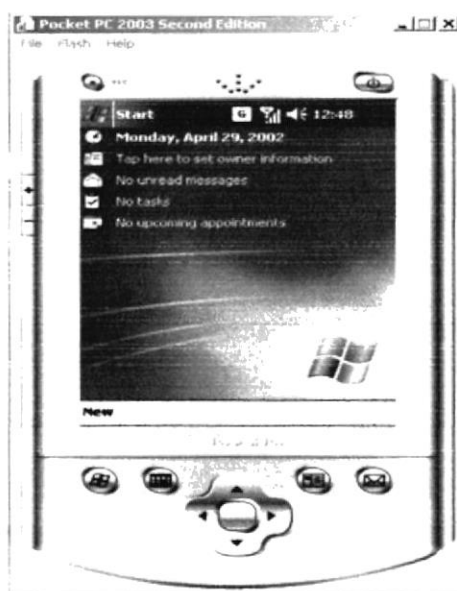 Pocket PC 2003 Second Edition
File Flash Help
Start G 12:48
Monday, April 29, 2002
Tap here to set owner information
No unread messages
No tasks
No upcoming appointments
New